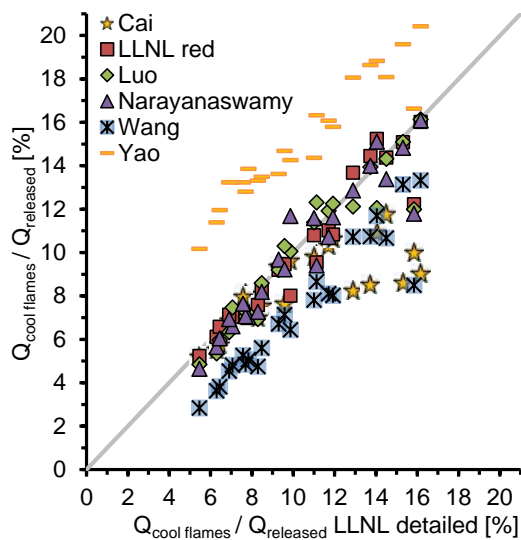 20
18
16
14
12
10
8
6
4
2
0
Q cool flames / Q released [%]
Cai
LLNL red
Luo
Narayanaswamy
Wang
Yao
0 2 4 6 8 10 12 14 16 18 20
Q cool flames / Q released LLNL detailed [%]